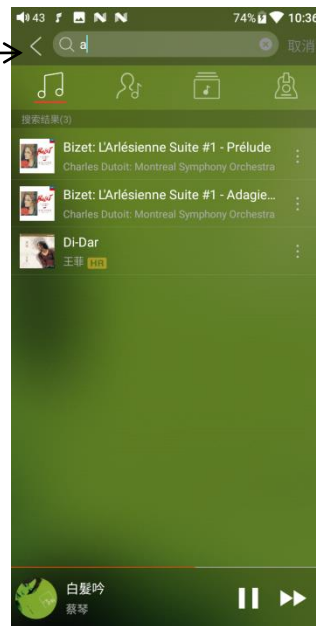 43 74% 10:36
a 取消
搜索结果(3)
Bizet: L'Arlésienne Suite #1 - Prélude
Charles Dutoit: Montreal Symphony Orchestra
Bizet: L'Arlésienne Suite #1 - Adagie...
Charles Dutoit: Montreal Symphony Orchestra
Di-Dar
王菲 HR
白髮吟
蔡琴